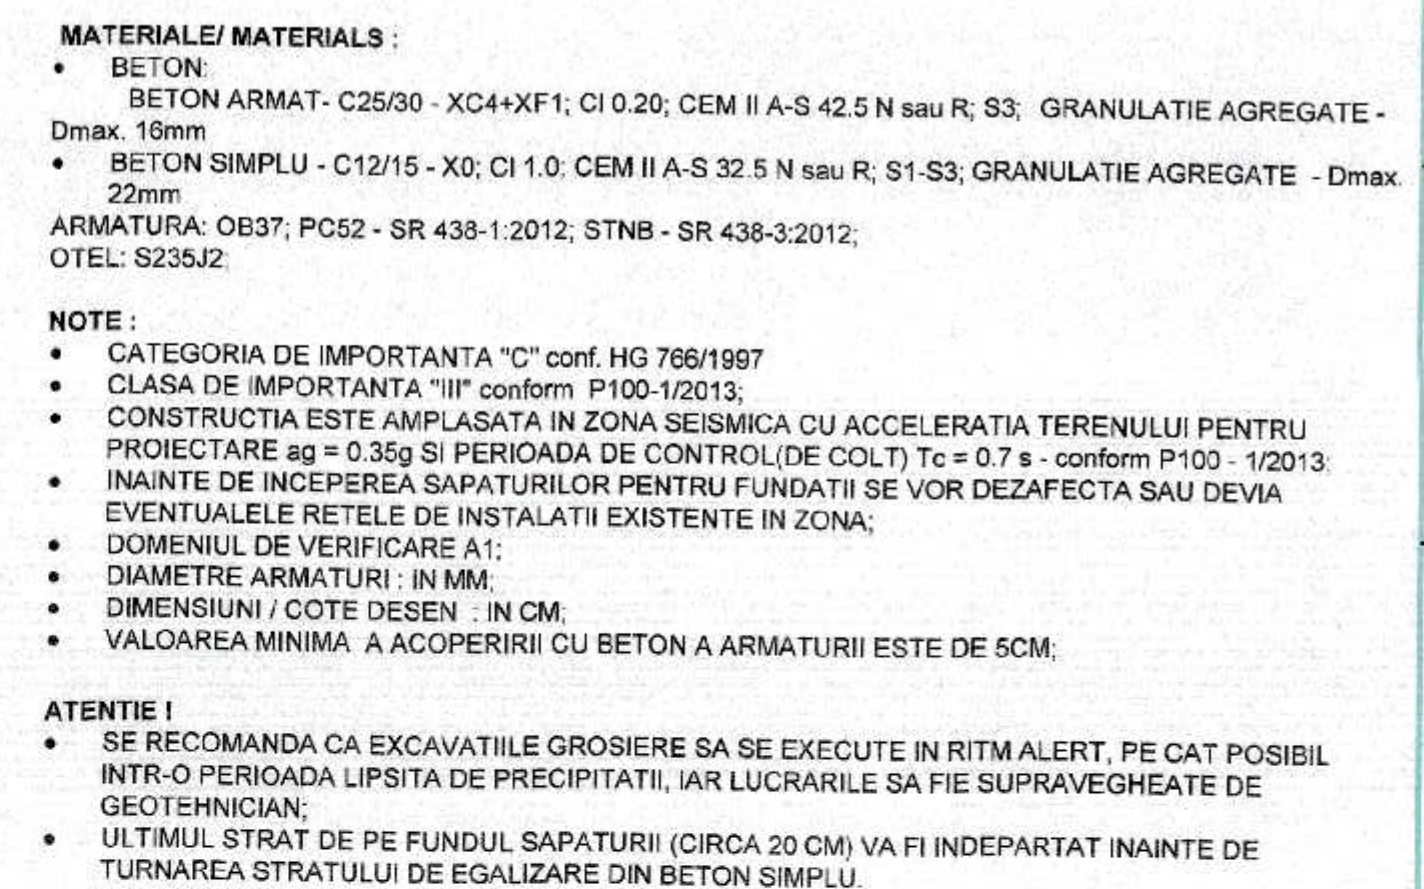 MATERIALE/ MATERIALS :
• BETON:
BETON ARMAT- C25/30 - XC4+XF1; Cl 0.20; CEM II A-S 42.5 N sau R; S3; GRANULATIE AGREGATE -
Dmax. 16mm
• BETON SIMPLU - C12/15 - X0; Cl 1.0; CEM II A-S 32.5 N sau R; S1-S3; GRANULATIE AGREGATE - Dmax.
22mm
ARMATURA: OB37; PC52 - SR 438-1:2012; STNB - SR 438-3:2012;
OTEL: S235J2;
NOTE :
• CATEGORIA DE IMPORTANTA "C" conf. HG 766/1997
• CLASA DE IMPORTANTA "III" conform P100-1/2013;
• CONSTRUCTIA ESTE AMPLASATA IN ZONA SEISMICA CU ACCELERATIA TERENULUI PENTRU
PROIECTARE ag = 0.35g SI PERIOADA DE CONTROL(DE COLT) Tc = 0.7 s - conform P100 - 1/2013;
• INAINTE DE INCEPEREA SAPATURILOR PENTRU FUNDATII SE VOR DEZAFECTA SAU DEVIA
EVENTUALELE RETELE DE INSTALATII EXISTENTE IN ZONA;
• DOMENIUL DE VERIFICARE A1;
• DIAMETRE ARMATURI : IN MM;
• DIMENSIUNI / COTE DESEN : IN CM;
• VALOAREA MINIMA A ACOPERIRII CU BETON A ARMATURII ESTE DE 5CM;
ATENTIE !
• SE RECOMANDA CA EXCAVATIILE GROSIERE SA SE EXECUTE IN RITM ALERT, PE CAT POSIBIL
INTR-O PERIOADA LIPSITA DE PRECIPITATII, IAR LUCRARILE SA FIE SUPRAVEGHEATE DE
GEOTEHNICIAN;
• ULTIMUL STRAT DE PE FUNDUL SAPATURII (CIRCA 20 CM) VA FI INDEPARTAT INAINTE DE
TURNAREA STRATULUI DE EGALIZARE DIN BETON SIMPLU.